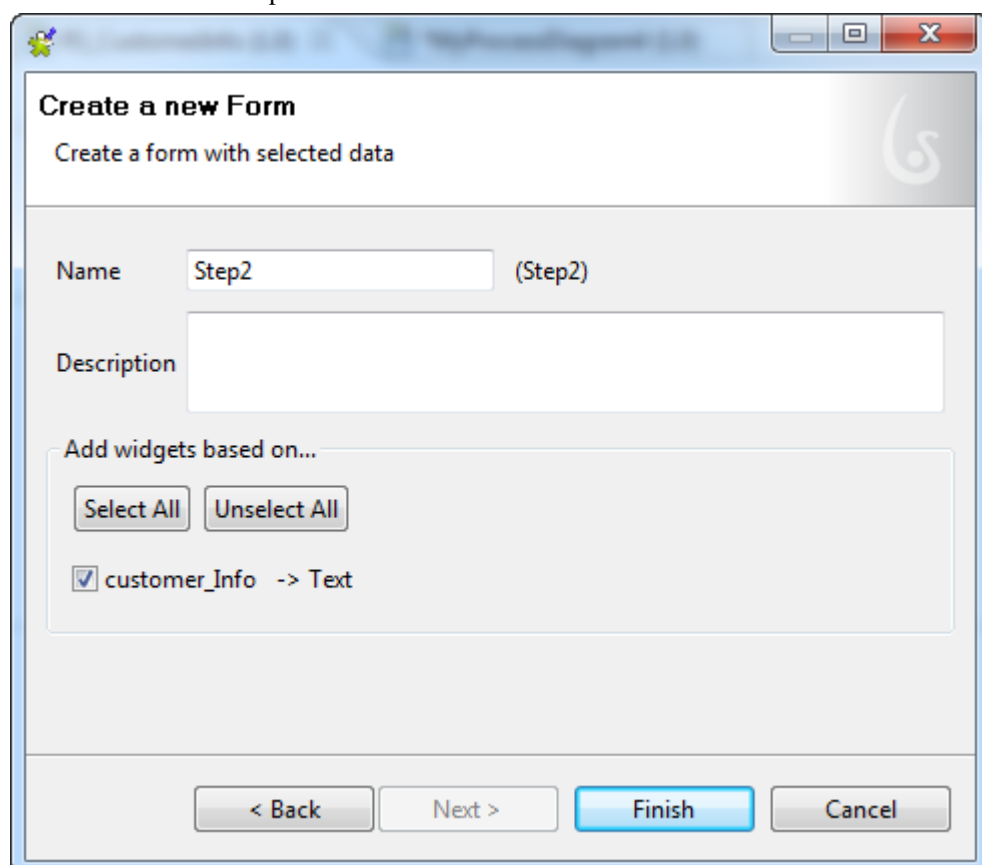 Create a new Form
Create a form with selected data
Name Step2 (Step2)
Description
Add widgets based on...
Select All Unselect All
customer_Info -> Text
< Back Next > Finish Cancel